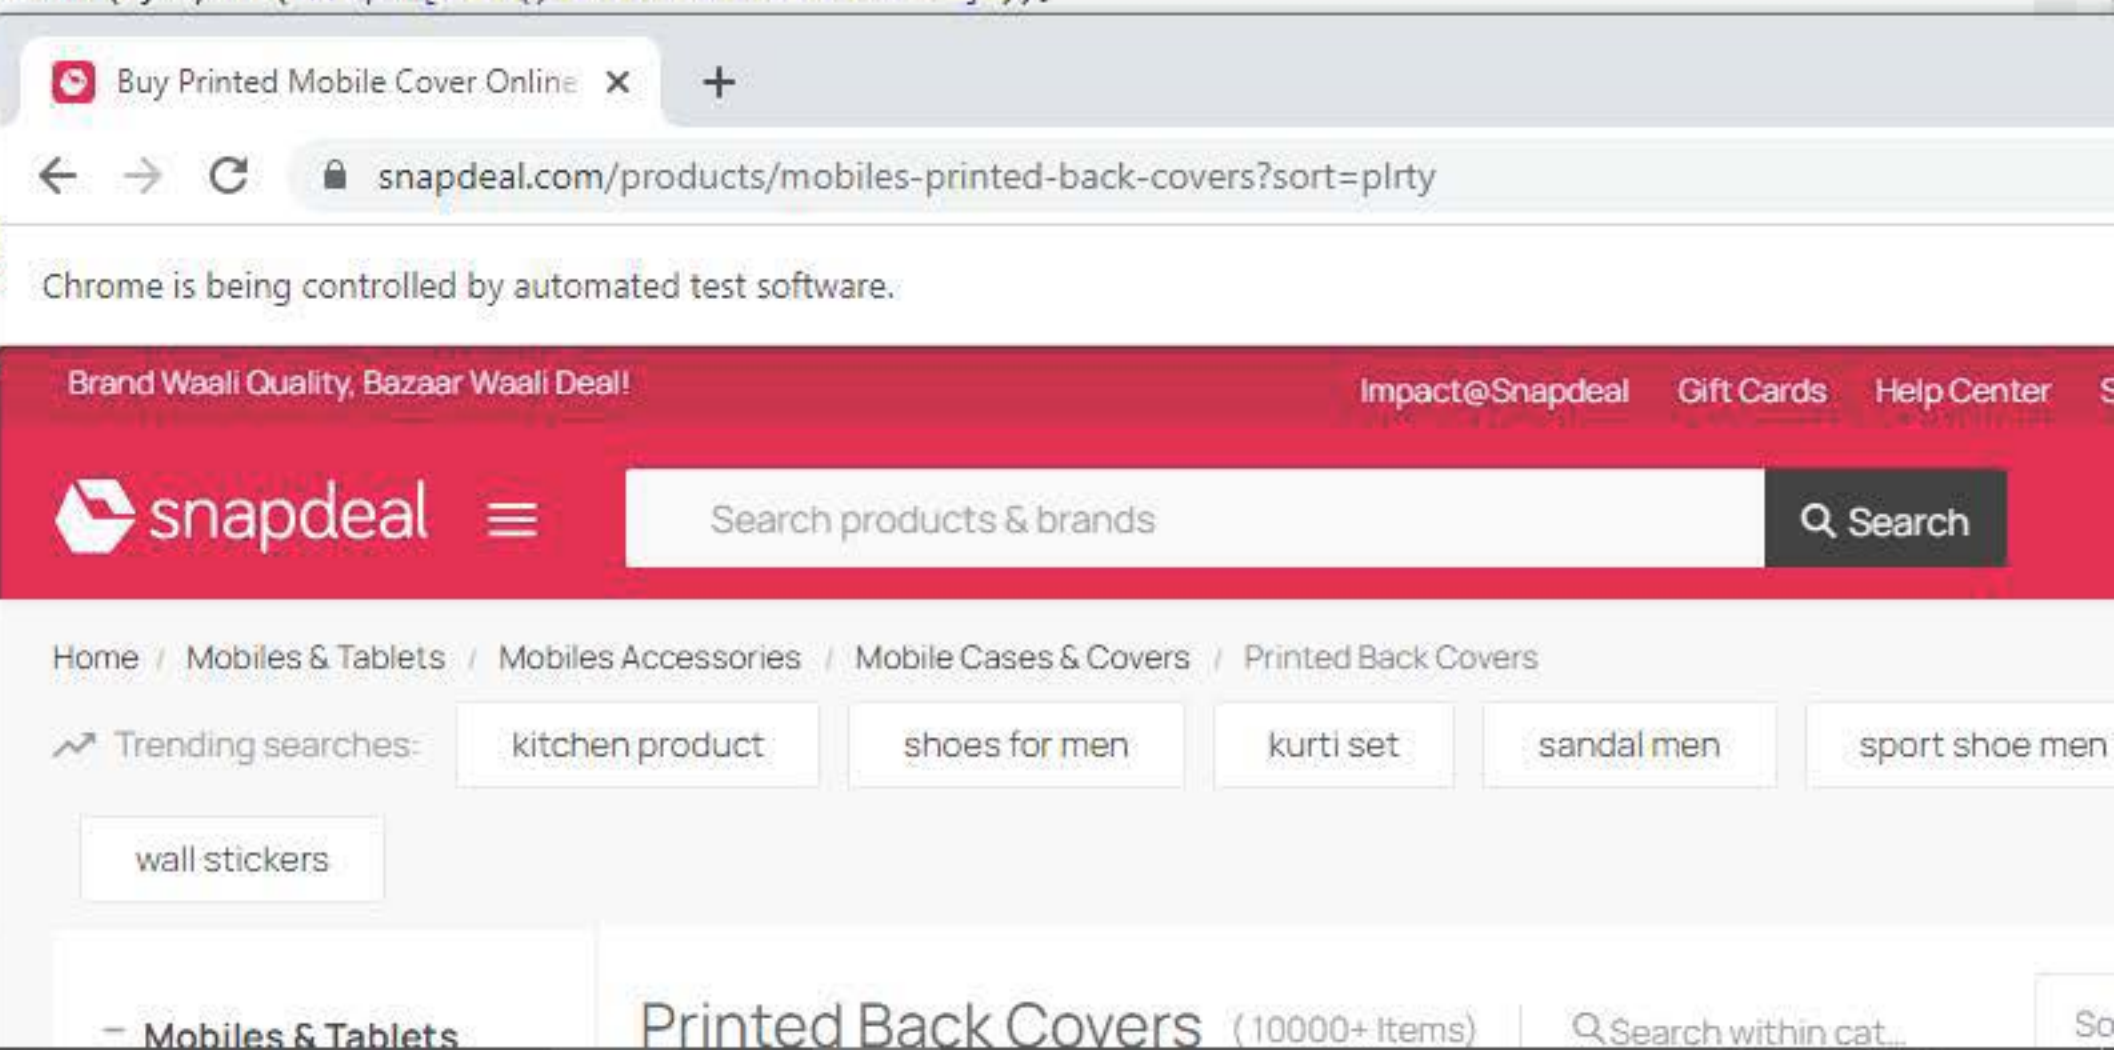 Buy Printed Mobile Cover Online
snapdeal.com/products/mobiles-printed-back-covers?sort=plrty
Chrome is being controlled by automated test software.
Brand Waali Quality, Bazaar Waali Deal! Impact@Snapdeal Gift Cards Help Center
snapdeal Search products & brands Search
Home / Mobiles & Tablets / Mobiles Accessories / Mobile Cases & Covers / Printed Back Covers
Trending searches: kitchen product shoes for men kurti set sandal men sport shoe men
wall stickers
Mobiles & Tablets Printed Back Covers (10000+ Items) Search within cat... So